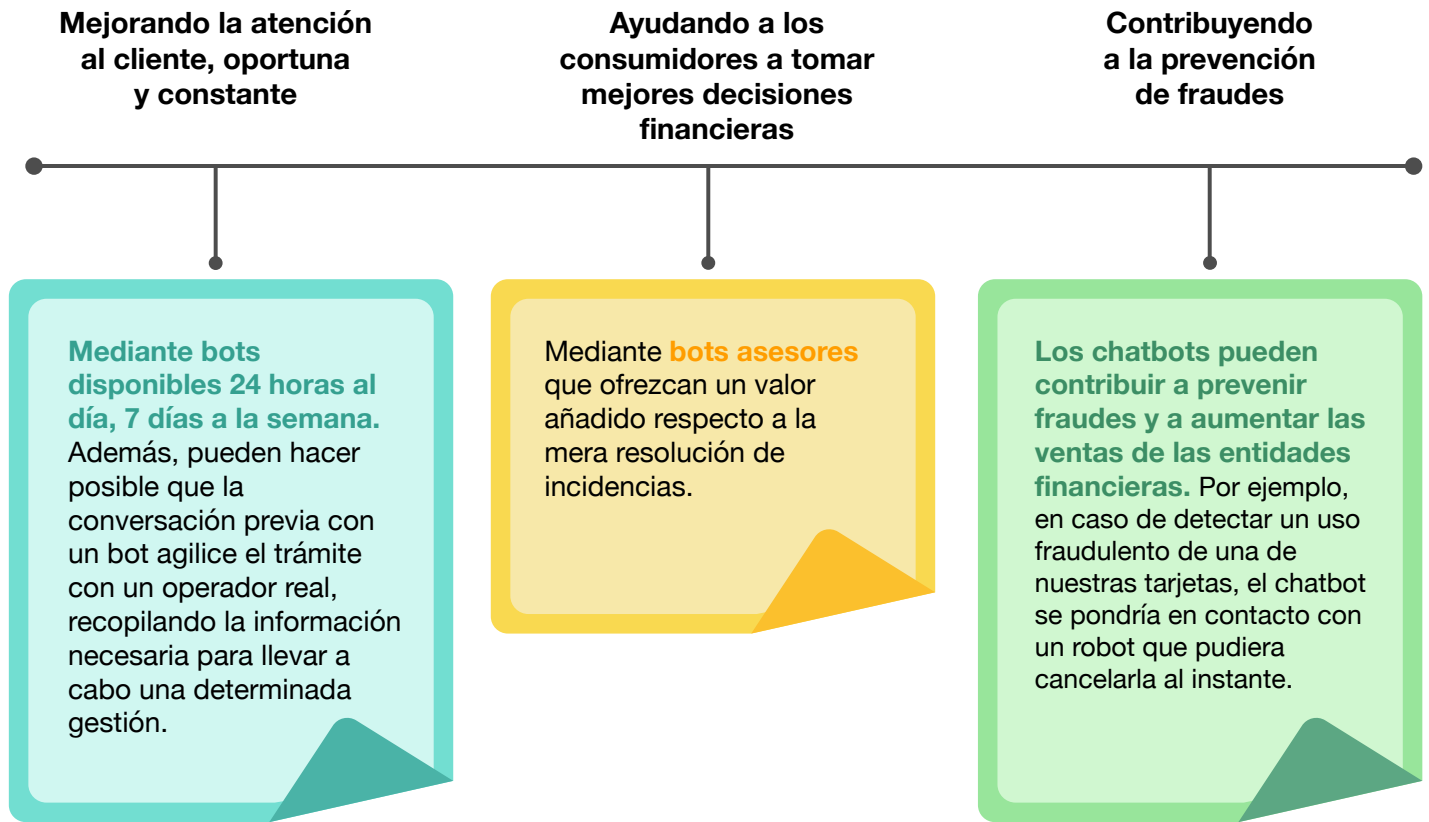 Mejorando la atención
al cliente, oportuna
y constante
Ayudando a los
consumidores a tomar
mejores decisiones
financieras
Contribuyendo
a la prevención
de fraudes
Mediante bots
disponibles 24 horas al
día, 7 días a la semana.
Además, pueden hacer
posible que la
conversación previa con
un bot agilice el trámite
con un operador real,
recopilando la información
necesaria para llevar a
cabo una determinada
gestión.
Mediante bots asesores
que ofrezcan un valor
añadido respecto a la
mera resolución de
incidencias.
Los chatbots pueden
contribuir a prevenir
fraudes y a aumentar las
ventas de las entidades
financieras. Por ejemplo,
en caso de detectar un uso
fraudulento de una de
nuestras tarjetas, el chatbot
se pondría en contacto con
un robot que pudiera
cancelarla al instante.